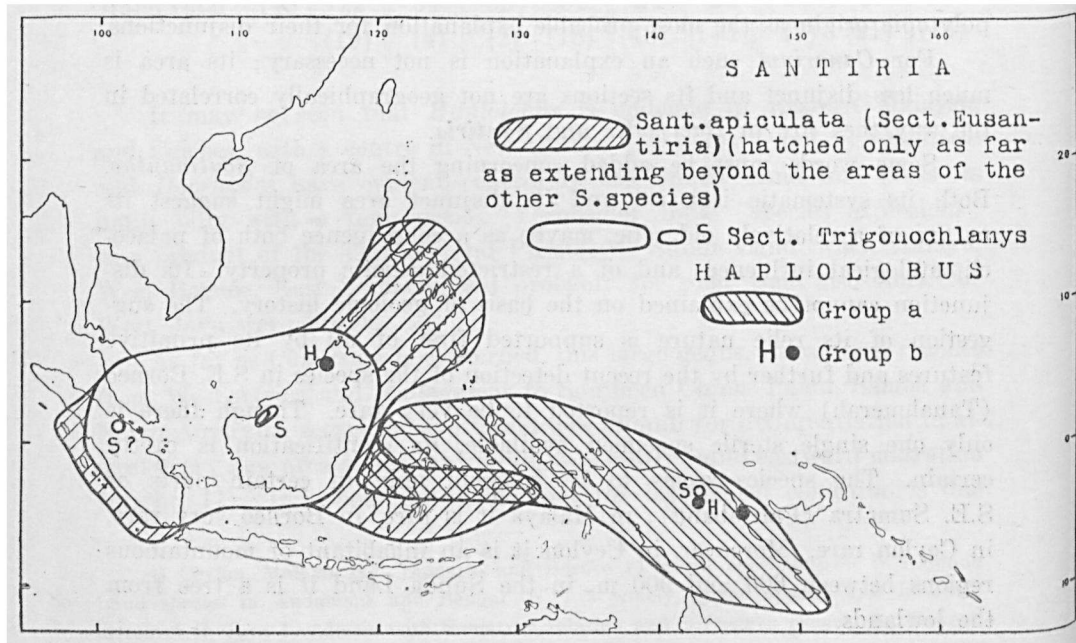 100 110 120 130 140 150 160
SANTIRIA
Sant.apiculata (Sect.Eusan-
tiria)(hatched only as far
as extending beyond the areas of the
other S.species)
S Sect. Trigonochlamys
HAPLOLOBUS
Group a
H Group b
20
10
0
10
H
S
S?
S
H